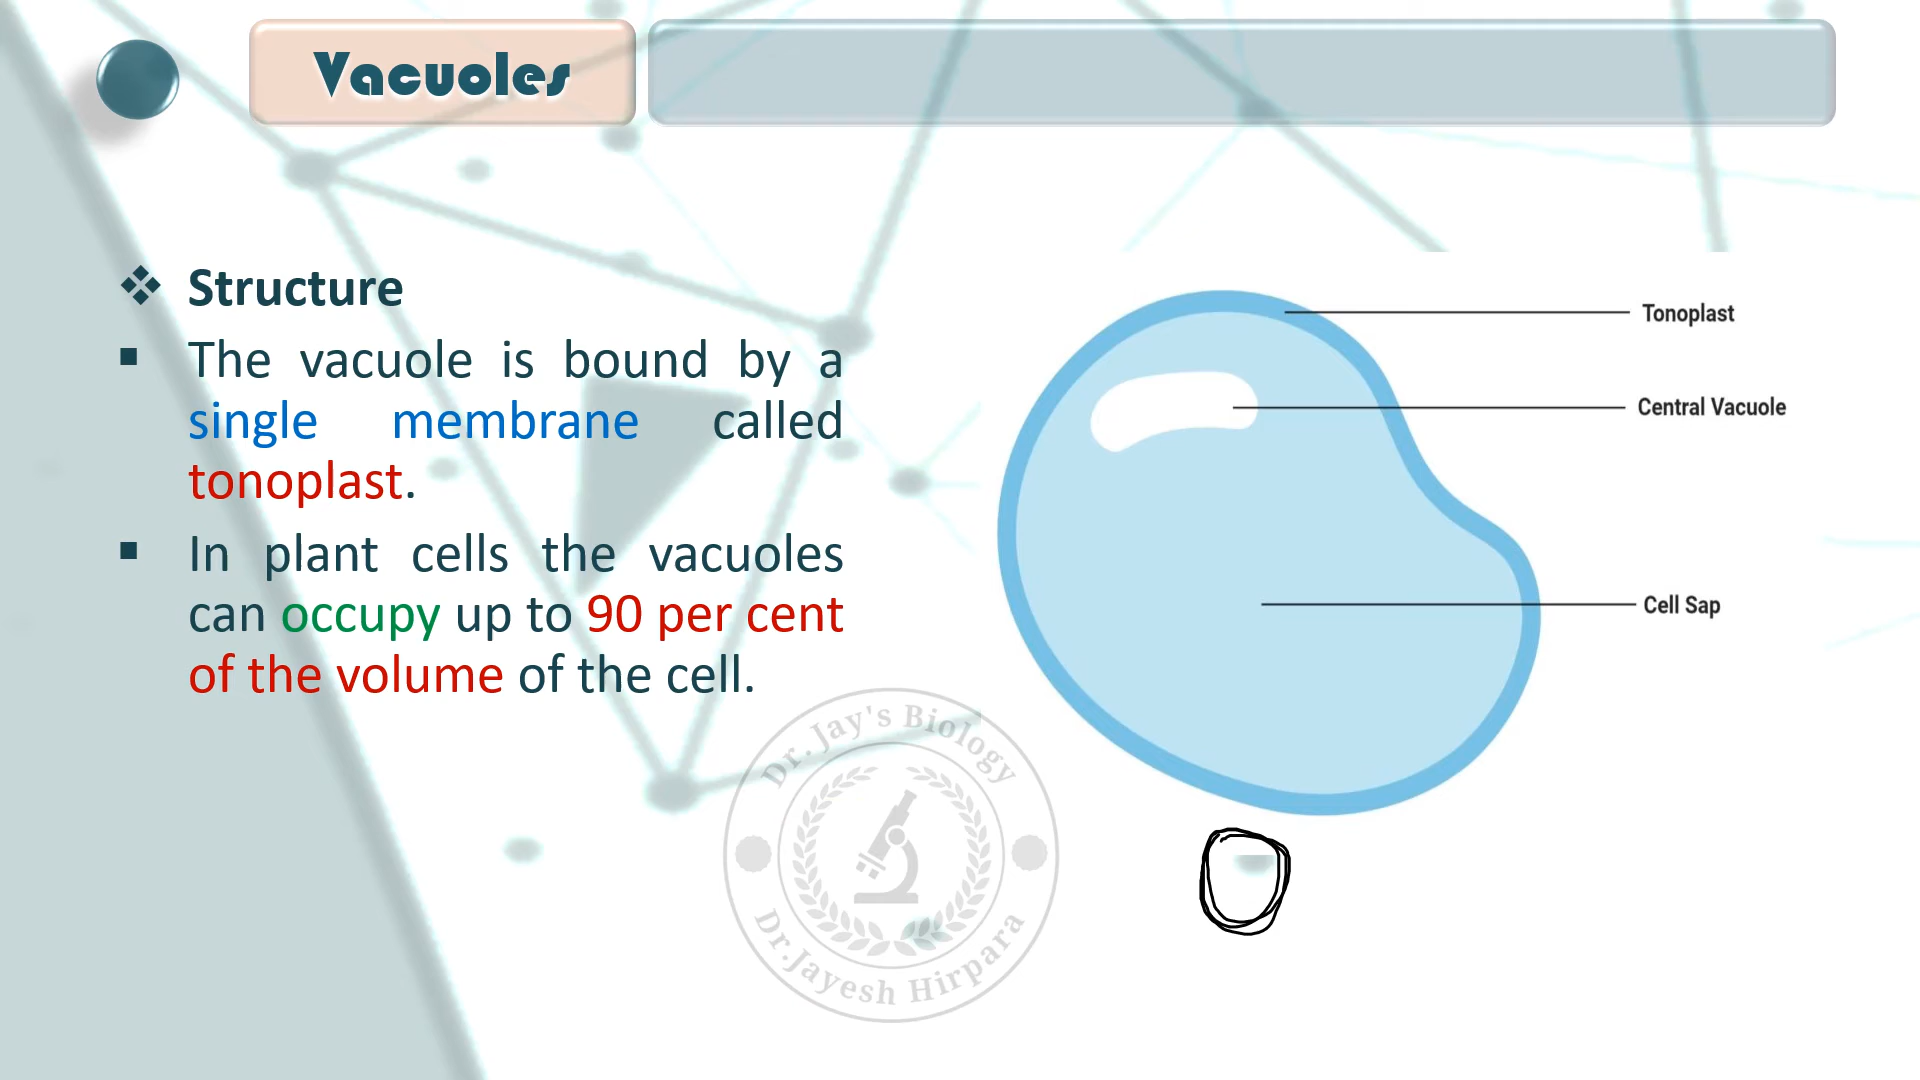 Vacuoles
❖ Structure
▪ The vacuole is bound by a
single membrane called
tonoplast.
▪ In plant cells the vacuoles
can occupy up to 90 per cent
of the volume of the cell.
Tonoplast
Central Vacuole
Cell Sap
Dr. Jay's Biology
Dr.Jayesh Hirpara